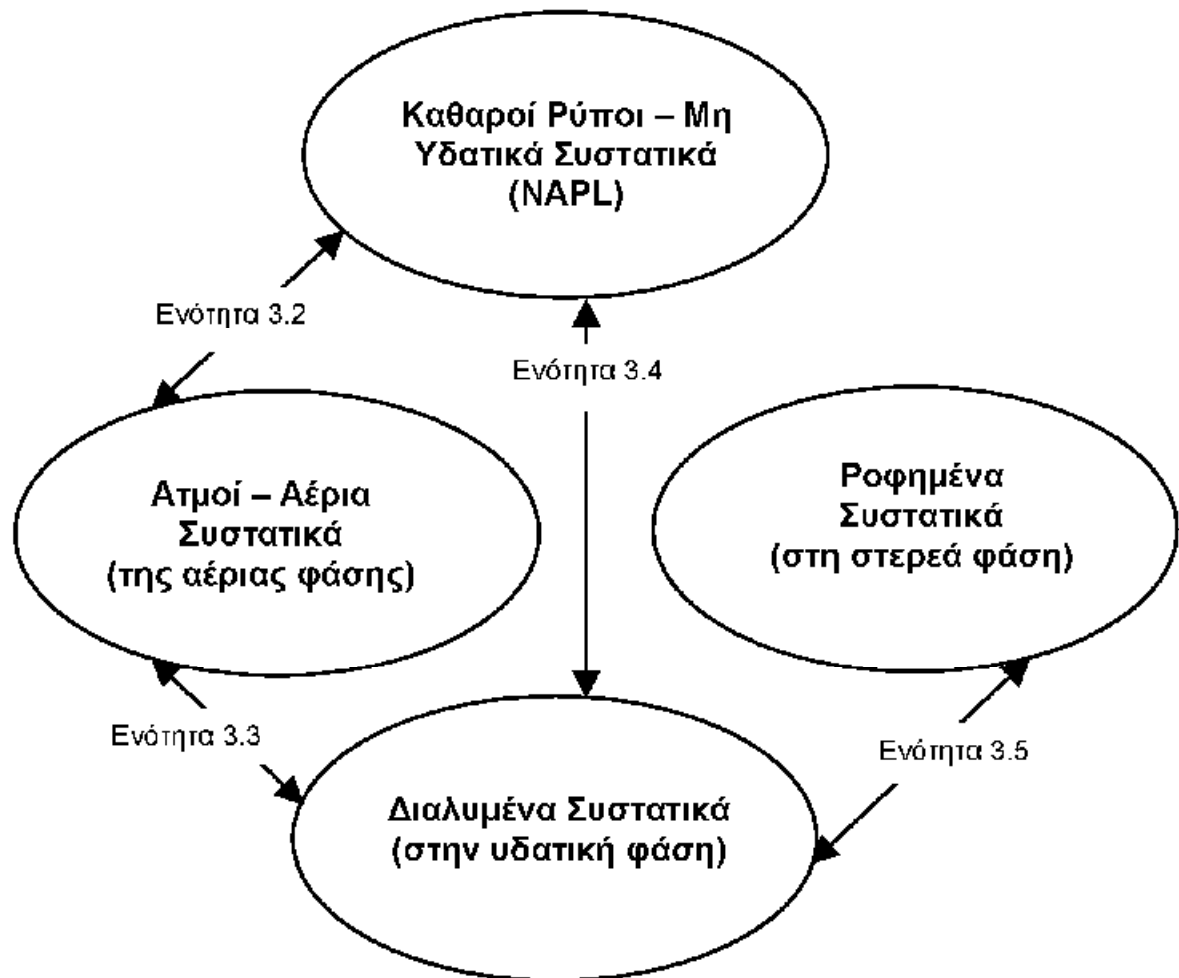 Καθαροί Ρύποι – Μη
Υδατικά Συστατικά
(NAPL)
Ενότητα 3.2
Ενότητα 3.4
Ατμοί – Αέρια
Συστατικά
(της αέριας φάσης)
Ροφημένα
Συστατικά
(στη στερεά φάση)
Ενότητα 3.3
Ενότητα 3.5
Διαλυμένα Συστατικά
(στην υδατική φάση)